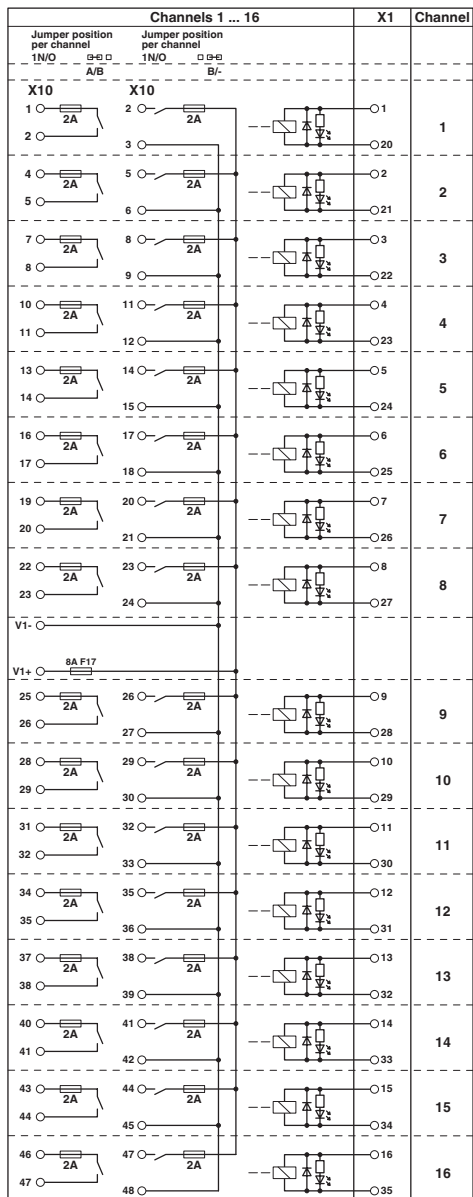 Channels 1 ... 16 X1 Channel
Jumper position Jumper position
per channel per channel
1N/O 1N/O
A/B B/-
X10 X10
1 2A 2 2A 1
2 3 20 1
4 2A 5 2A 2
5 6 21 2
7 2A 8 2A 3
8 9 22 3
10 2A 11 2A 4
11 12 23 4
13 2A 14 2A 5
14 15 24 5
16 2A 17 2A 6
17 18 25 6
19 2A 20 2A 7
20 21 26 7
22 2A 23 2A 8
23 24 27 8
V1-
8A F17
V1+
25 2A 26 2A 9
26 27 28 9
28 2A 29 2A 10
29 30 29 10
31 2A 32 2A 11
32 33 30 11
34 2A 35 2A 12
35 36 31 12
37 2A 38 2A 13
38 39 32 13
40 2A 41 2A 14
41 42 33 14
43 2A 44 2A 15
44 45 34 15
46 2A 47 2A 16
47 48 35 16